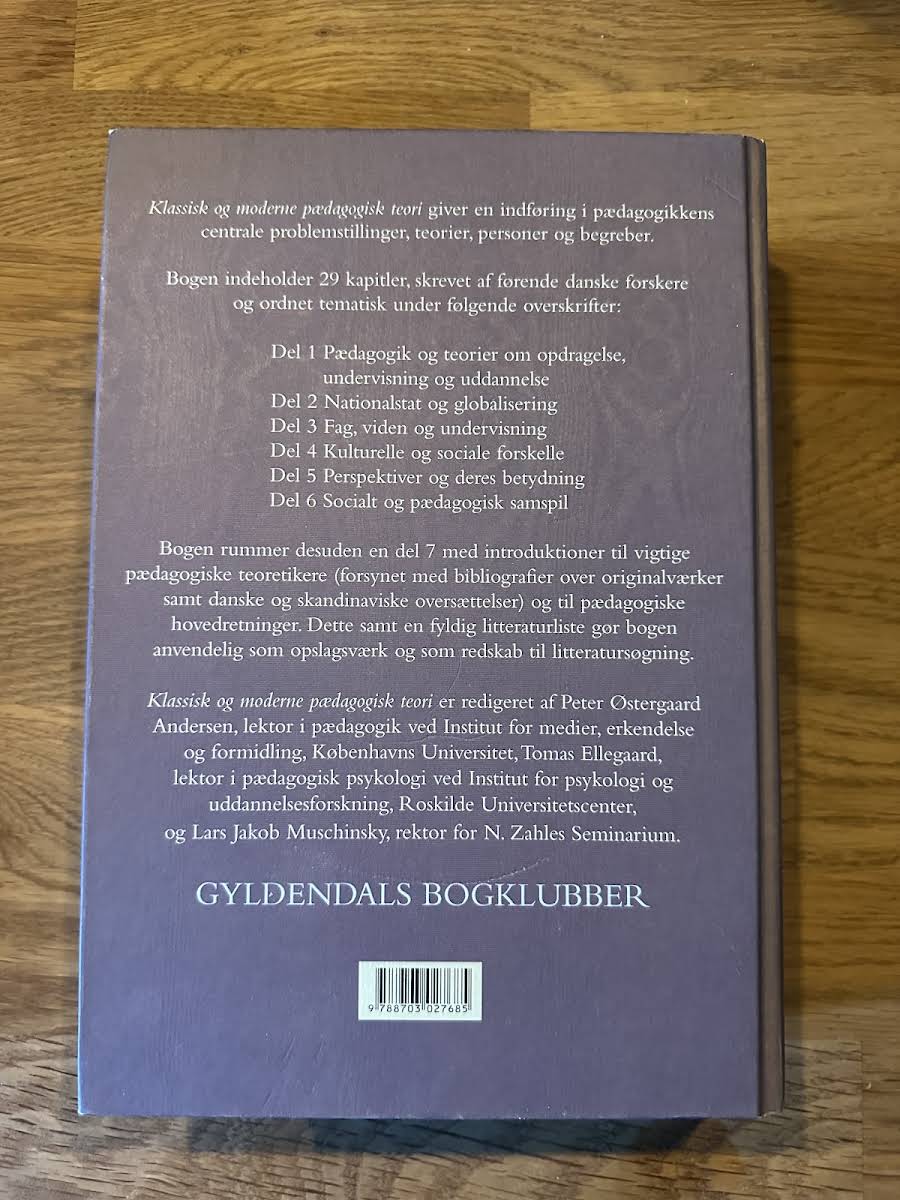 Klassisk og moderne pædagogisk teori giver en indføring i pædagogikkens
centrale problemstillinger, teorier, personer og begreber.
Bogen indeholder 29 kapitler, skrevet af førende danske forskere
og ordnet tematisk under følgende overskrifter:
Del 1 Pædagogik og teorier om opdragelse,
undervisning og uddannelse
Del 2 Nationalstat og globalisering
Del 3 Fag, viden og undervisning
Del 4 Kulturelle og sociale forskelle
Del 5 Perspektiver og deres betydning
Del 6 Socialt og pædagogisk samspil
Bogen rummer desuden en del 7 med introduktioner til vigtige
pædagogiske teoretikere (forsynet med bibliografier over originalværker
samt danske og skandinaviske oversættelser) og til pædagogiske
hovedretninger. Dette samt en fyldig litteraturliste gør bogen
anvendelig som opslagsværk og som redskab til litteratursøgning.
Klassisk og moderne pædagogisk teori er redigeret af Peter Østergaard
Andersen, lektor i pædagogik ved Institut for medier, erkendelse
og formidling, Københavns Universitet, Tomas Ellegaard,
lektor i pædagogisk psykologi ved Institut for psykologi og
uddannelsesforskning, Roskilde Universitetscenter,
og Lars Jakob Muschinsky, rektor for N. Zahles Seminarium.
GYLDENDALS BOGKLUBBER
9 788703 027685